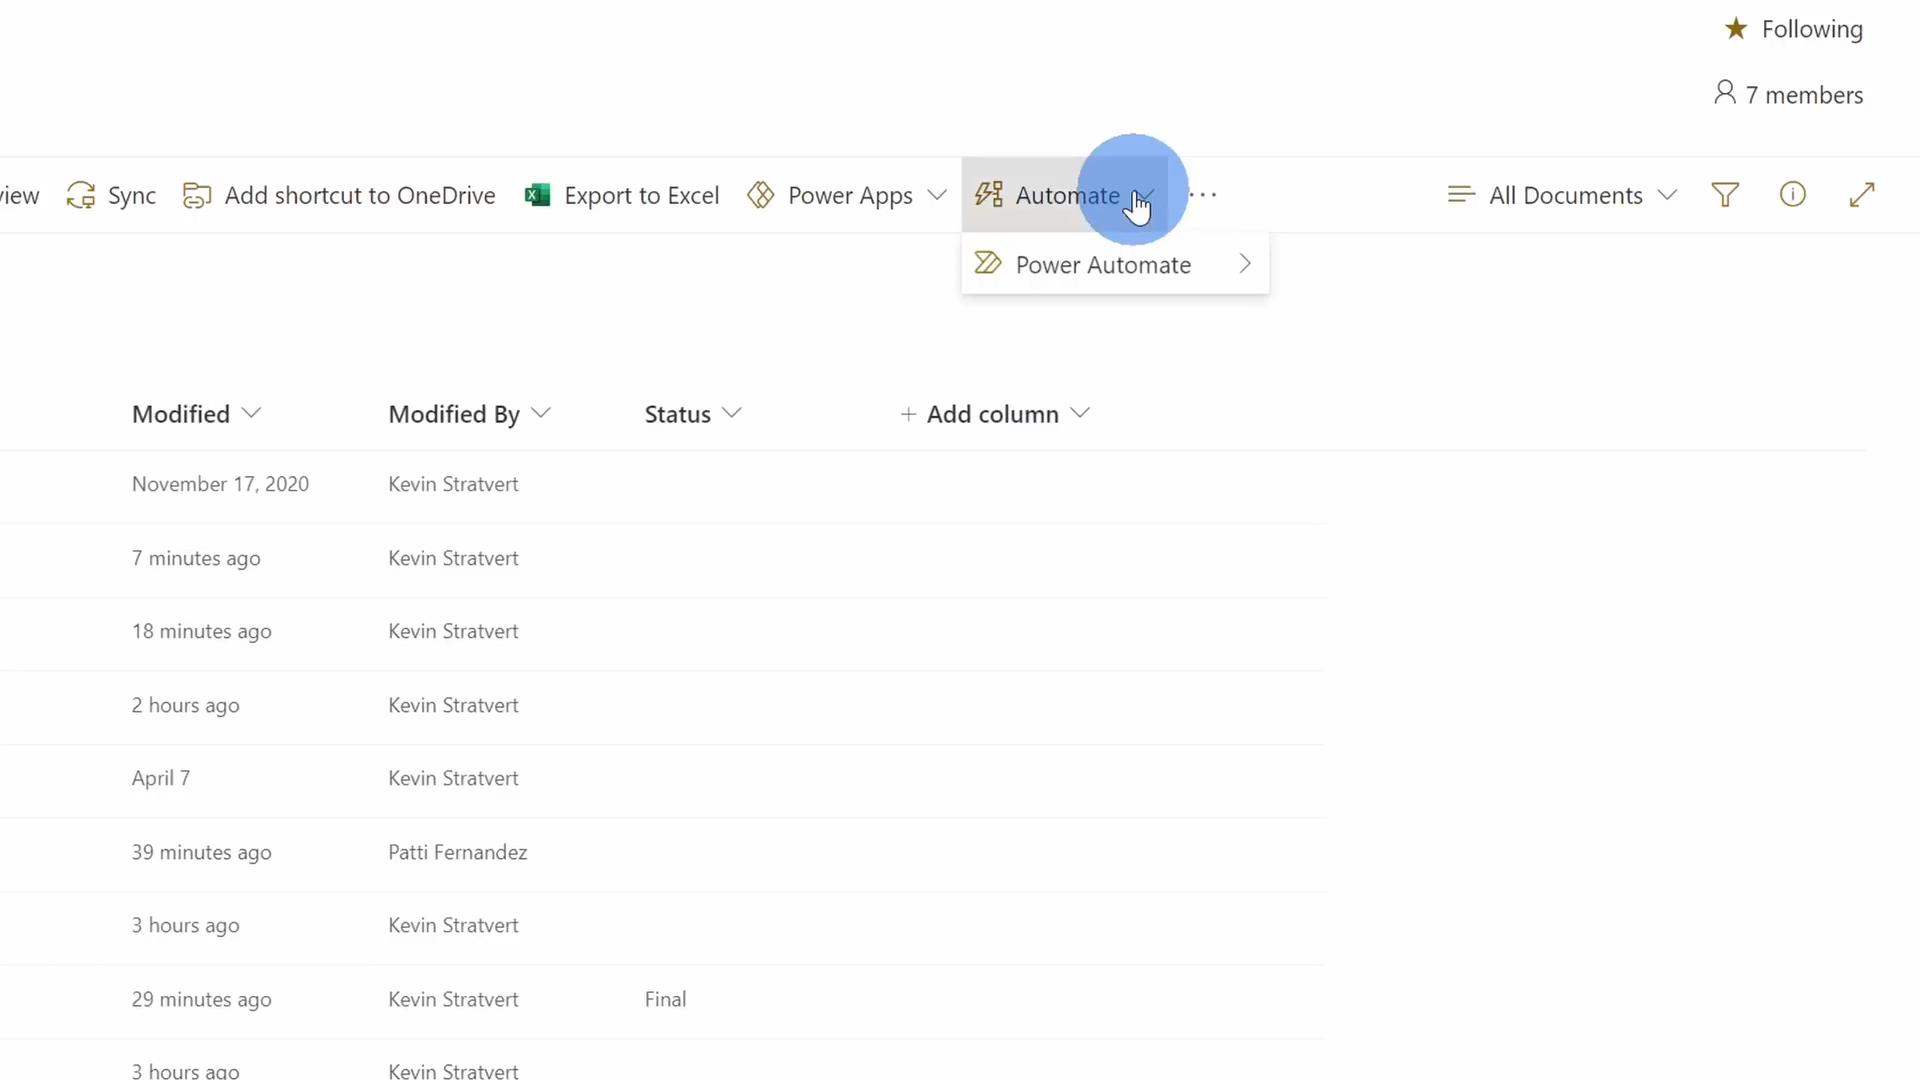 Following
7 members
view Sync Add shortcut to OneDrive Export to Excel Power Apps Automate ··· All Documents
Power Automate
Modified Modified By Status + Add column
November 17, 2020 Kevin Stratvert
7 minutes ago Kevin Stratvert
18 minutes ago Kevin Stratvert
2 hours ago Kevin Stratvert
April 7 Kevin Stratvert
39 minutes ago Patti Fernandez
3 hours ago Kevin Stratvert
29 minutes ago Kevin Stratvert Final
3 hours ago Kevin Stratvert